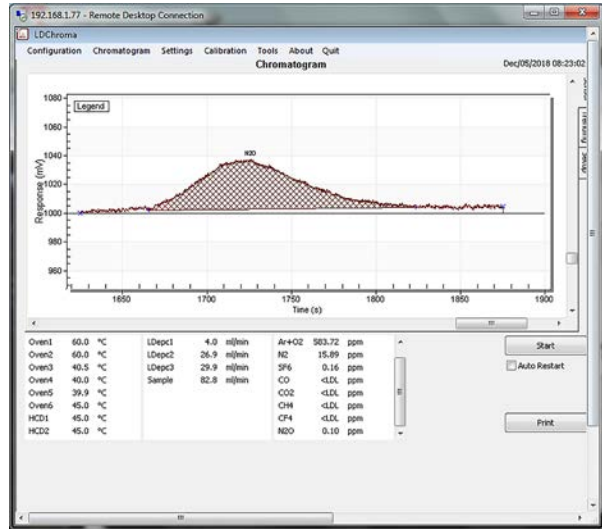 192.168.1.77 - Remote Desktop Connection
LDChroma
Configuration Chromatogram Settings Calibration Tools About Quit
Chromatogram Dec/05/2018 08:23:02
Legend
N2O
Response (mV)
1080
1060
1040
1020
1000
980
960
1650 1700 1750 1800 1850 1900
Time (s)
Oven1 60.0 °C LDepc1 4.0 ml/min Ar+O2 583.72 ppm
Oven2 60.0 °C LDepc2 26.9 ml/min N2 15.89 ppm
Oven3 40.5 °C LDepc3 29.9 ml/min SF6 0.16 ppm
Oven4 40.0 °C Sample 82.8 ml/min CO <LDL ppm
Oven5 39.9 °C CO2 <LDL ppm
Oven6 45.0 °C CH4 <LDL ppm
HCD1 45.0 °C CF4 <LDL ppm
HCD2 45.0 °C N2O 0.10 ppm
Start
Auto Restart
Print